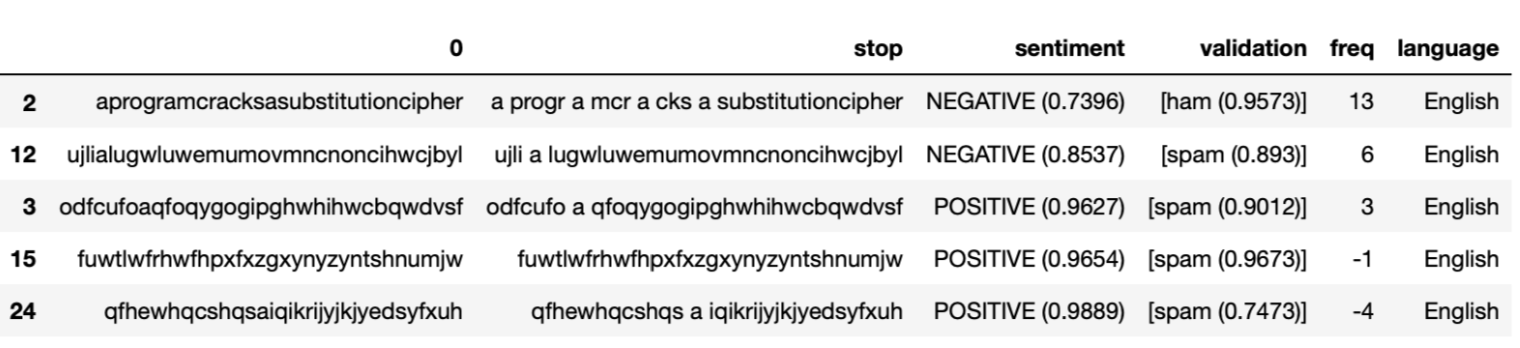 0 stop sentiment validation freq language
2 aprogramcracksasubstitutioncipher a progr a mcr a cks a substitutioncipher NEGATIVE (0.7396) [ham (0.9573)] 13 English
12 ujlialugwluwemumovmncnoncihwcjbyl ujli a lugwluwemumovmncnoncihwcjbyl NEGATIVE (0.8537) [spam (0.893)] 6 English
3 odfcufoaqfoqygogipghwhihwcbqwdvsf odfcufo a qfoqygogipghwhihwcbqwdvsf POSITIVE (0.9627) [spam (0.9012)] 3 English
15 fuwtlwfrhwfhpxfxzgxynyzyntshnumjw fuwtlwfrhwfhpxfxzgxynyzyntshnumjw POSITIVE (0.9654) [spam (0.9673)] -1 English
24 qfhewhqcshqsaiqikrijyjkjyedsyfxuh qfhewhqcshqs a iqikrijyjkjyedsyfxuh POSITIVE (0.9889) [spam (0.7473)] -4 English